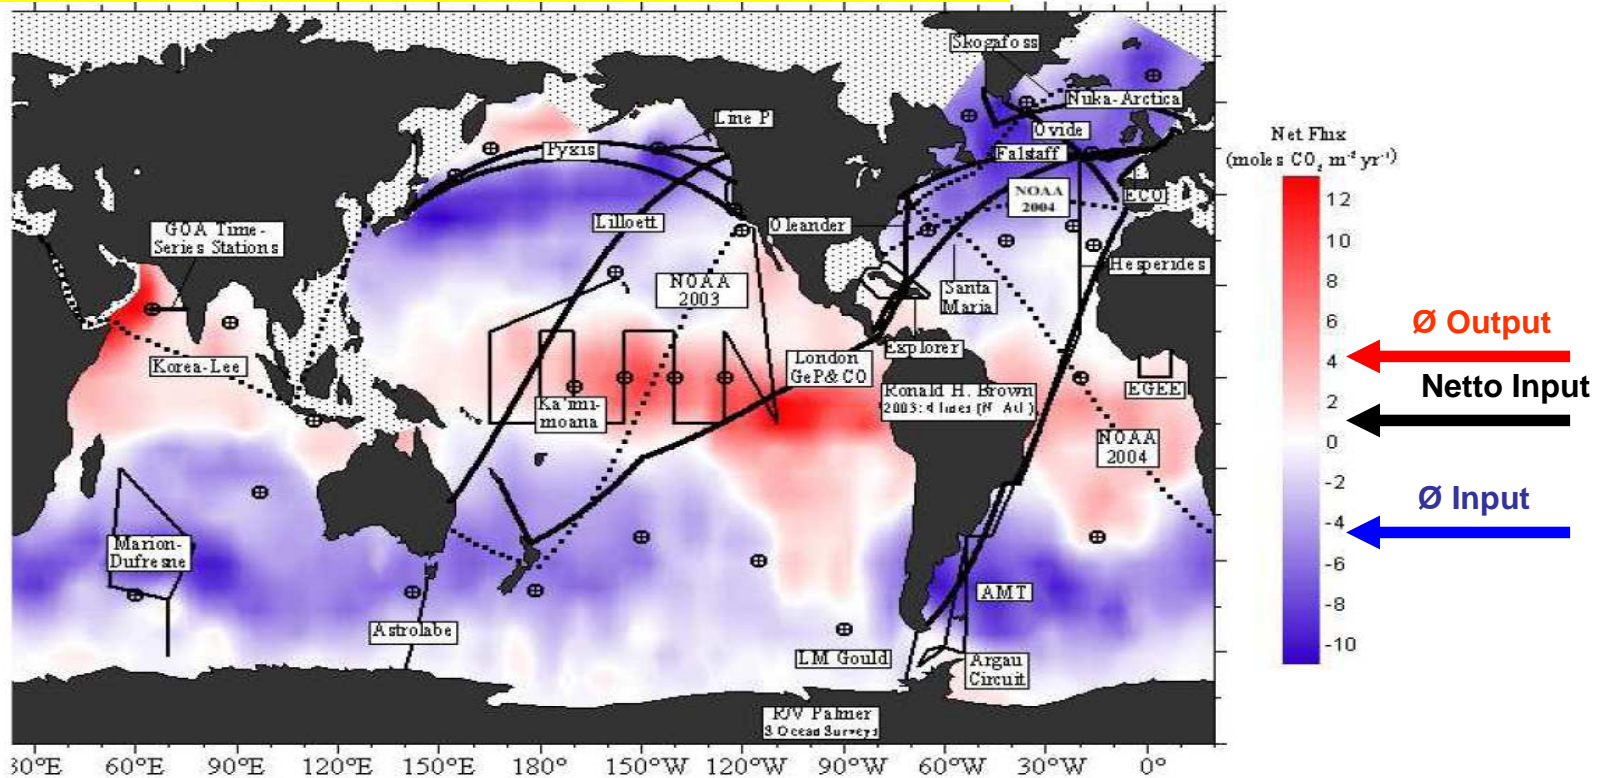 Skogafoss
Nuka-Arctica
Line P
Ovide
Pyxis
Falstaff
Net Flux
(moles CO₂ m⁻² yr⁻¹)
NOAA
2004
ECO
GOA Time-
Series Stations
Lilloett
Oleander
Hesperides
NOAA
2003
Santa
Maria
Korea-Lee
Explorer
London
GeP&CO
EGEE
Ka'imi-
moana
Ronald H. Brown
2003: 4 lines (N Atl)
NOAA
2004
Marion-
Dufresne
AMT
Astrolabe
LM Gould
Argau
Circuit
R/V Palmer
S Ocean Surveys
12
10
8
6
4
2
0
-2
-4
-6
-8
-10
Ø Output
Netto Input
Ø Input
30°E 60°E 90°E 120°E 150°E 180° 150°W 120°W 90°W 60°W 30°W 0°